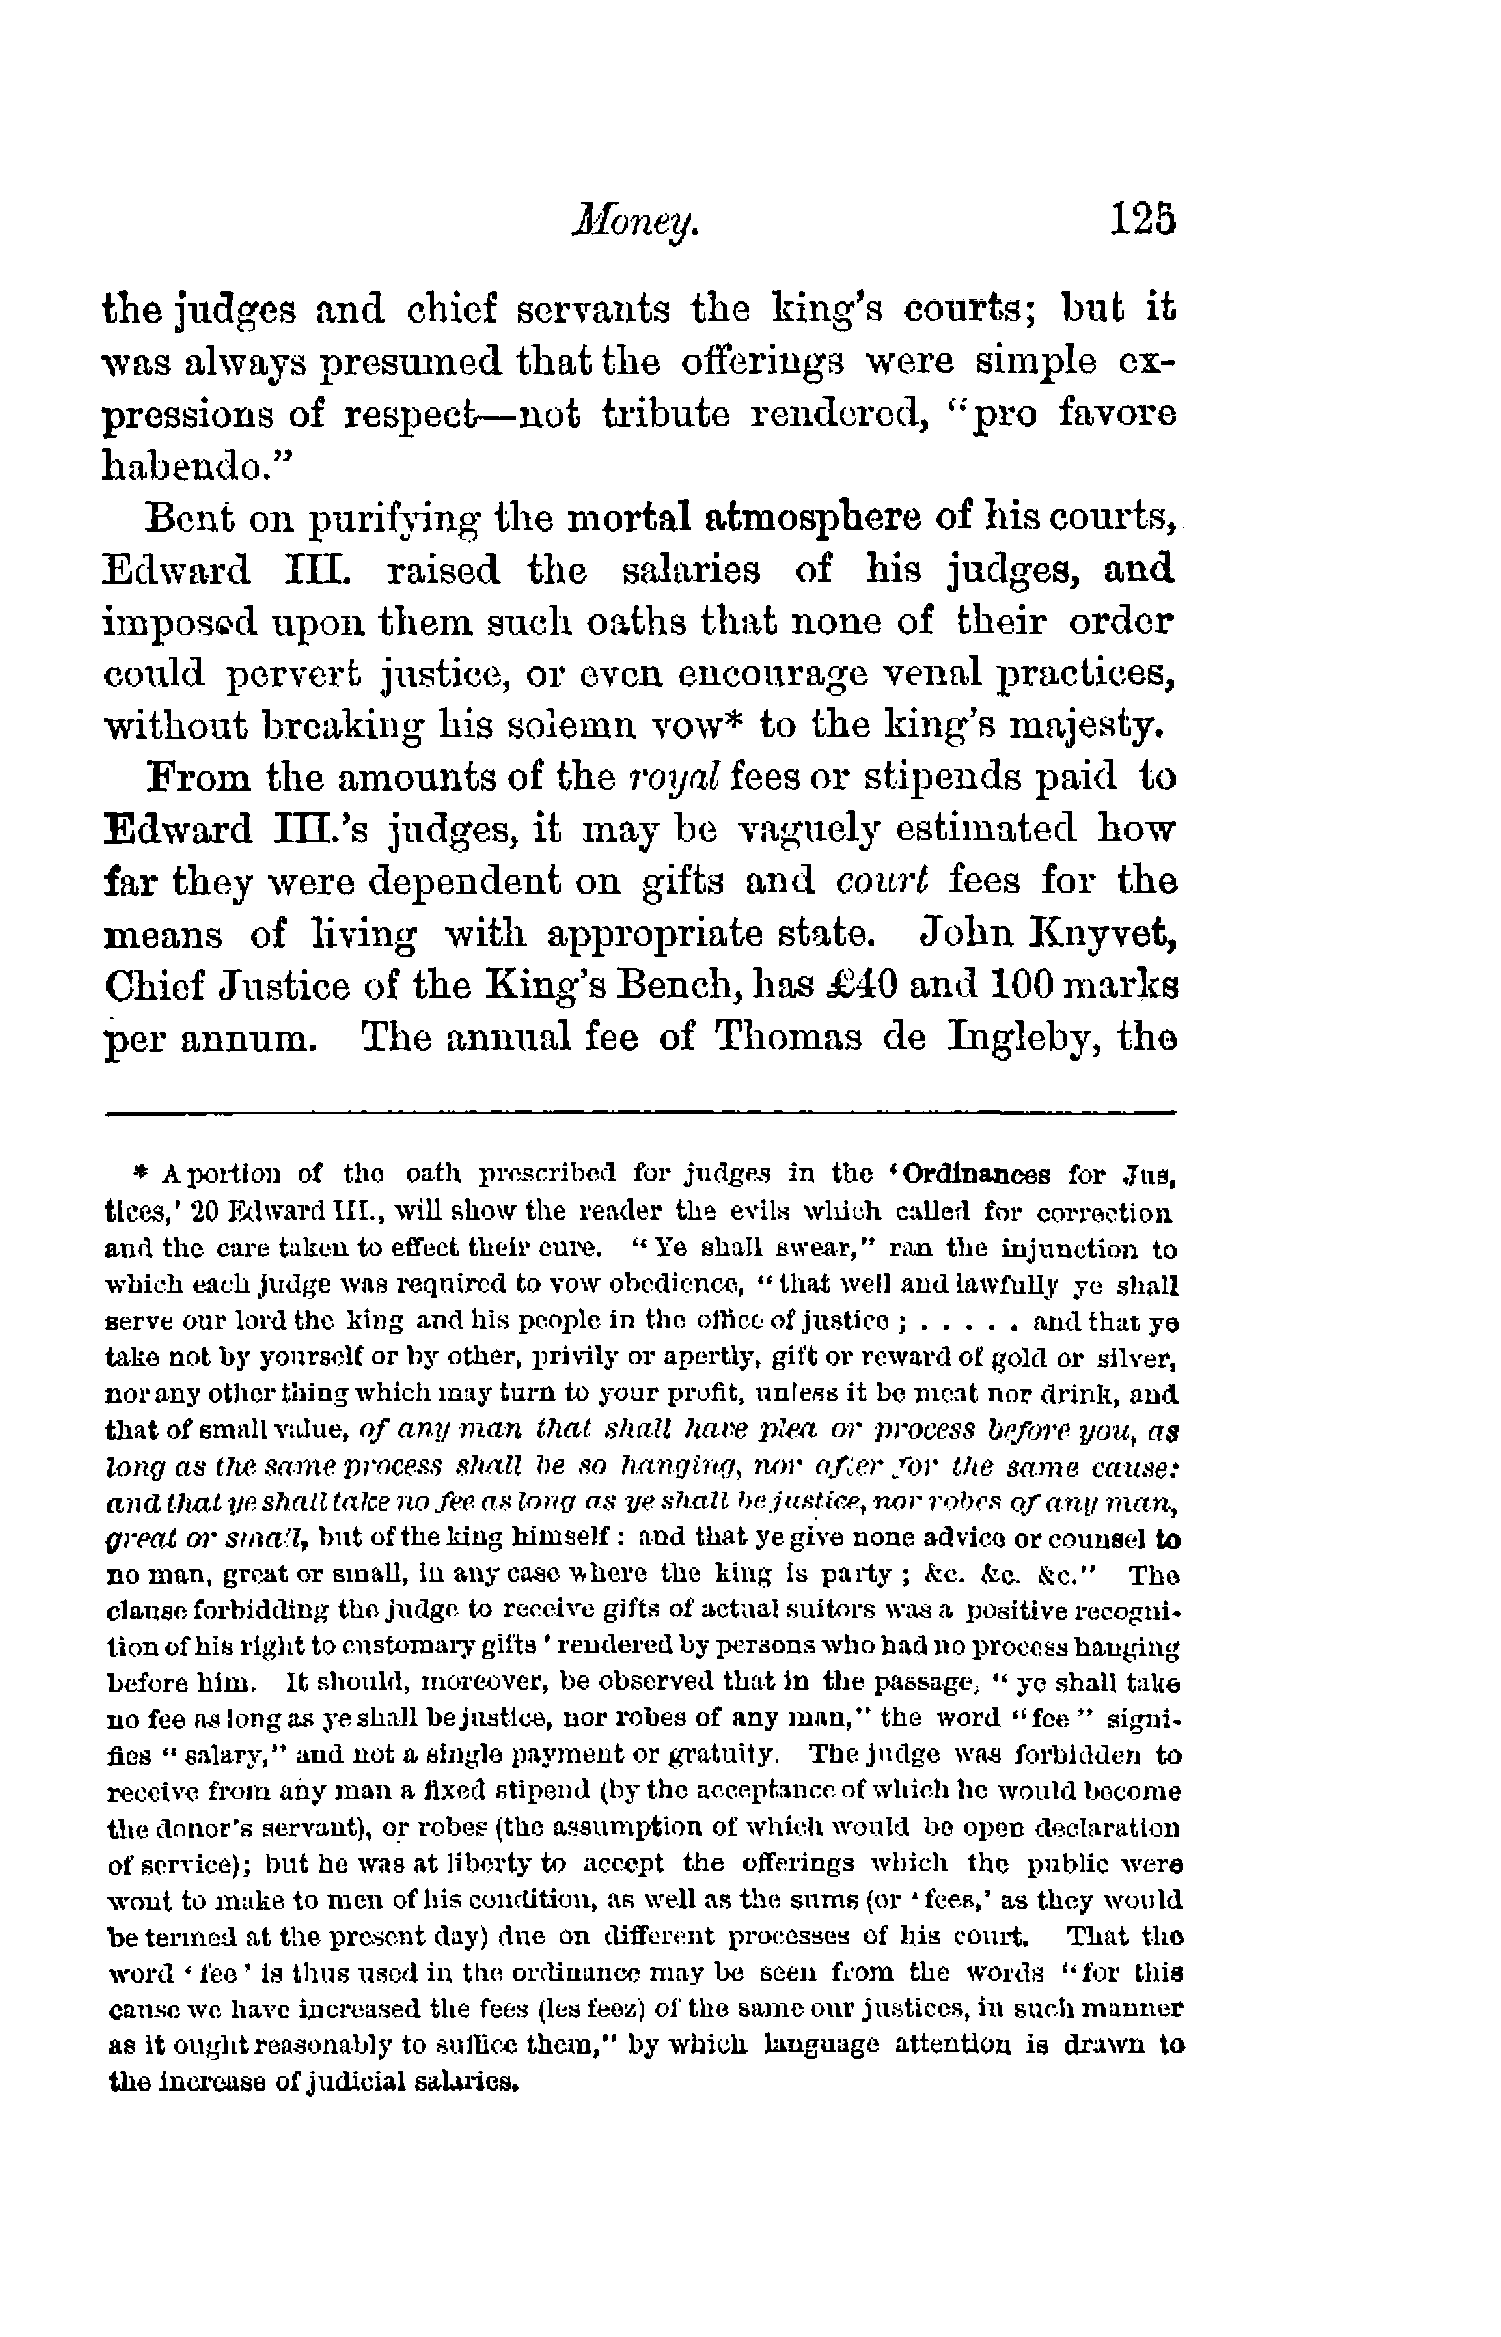 Money. 125
the judges and chief servants the king's courts; but it
was always presumed that the offerings were simple ex-
pressions of respect—not tribute rendered, "pro favore
habendo."
Bent on purifying the mortal atmosphere of his courts,
Edward III. raised the salaries of his judges, and
imposed upon them such oaths that none of their order
could pervert justice, or even encourage venal practices,
without breaking his solemn vow* to the king's majesty.
From the amounts of the royal fees or stipends paid to
Edward III.'s judges, it may be vaguely estimated how
far they were dependent on gifts and court fees for the
means of living with appropriate state. John Knyvet,
Chief Justice of the King's Bench, has £40 and 100 marks
per annum. The annual fee of Thomas de Ingleby, the
* A portion of the oath prescribed for judges in the 'Ordinances for Jus,
tices,' 20 Edward III., will show the reader the evils which called for correction
and the care taken to effect their cure. "Ye shall swear," ran the injunction to
which each judge was required to vow obedience, "that well and lawfully ye shall
serve our lord the king and his people in the office of justice ; . . . . . and that ye
take not by yourself or by other, privily or apertly, gift or reward of gold or silver,
nor any other thing which may turn to your profit, unless it be meat nor drink, and
that of small value, of any man that shall have plea or process before you, as
long as the same process shall be so hanging, nor after for the same cause:
and that ye shall take no fee as long as ye shall be justice, nor robes of any man,
great or small, but of the king himself : and that ye give none advice or counsel to
no man, great or small, in any case where the king is party ; &c. &c. &c." The
clause forbidding the judge to receive gifts of actual suitors was a positive recogni-
tion of his right to customary gifts ' rendered by persons who had no process hanging
before him. It should, moreover, be observed that in the passage, "ye shall take
no fee as long as ye shall be justice, nor robes of any man," the word "fee" signi-
fies "salary," and not a single payment or gratuity. The judge was forbidden to
receive from any man a fixed stipend (by the acceptance of which he would become
the donor's servant), or robes (the assumption of which would be open declaration
of service); but he was at liberty to accept the offerings which the public were
wont to make to men of his condition, as well as the sums (or 'fees,' as they would
be termed at the present day) due on different processes of his court. That the
word 'fee' is thus used in the ordinance may be seen from the words "for this
cause we have increased the fees (les feez) of the same our justices, in such manner
as it ought reasonably to suffice them," by which language attention is drawn to
the increase of judicial salaries.